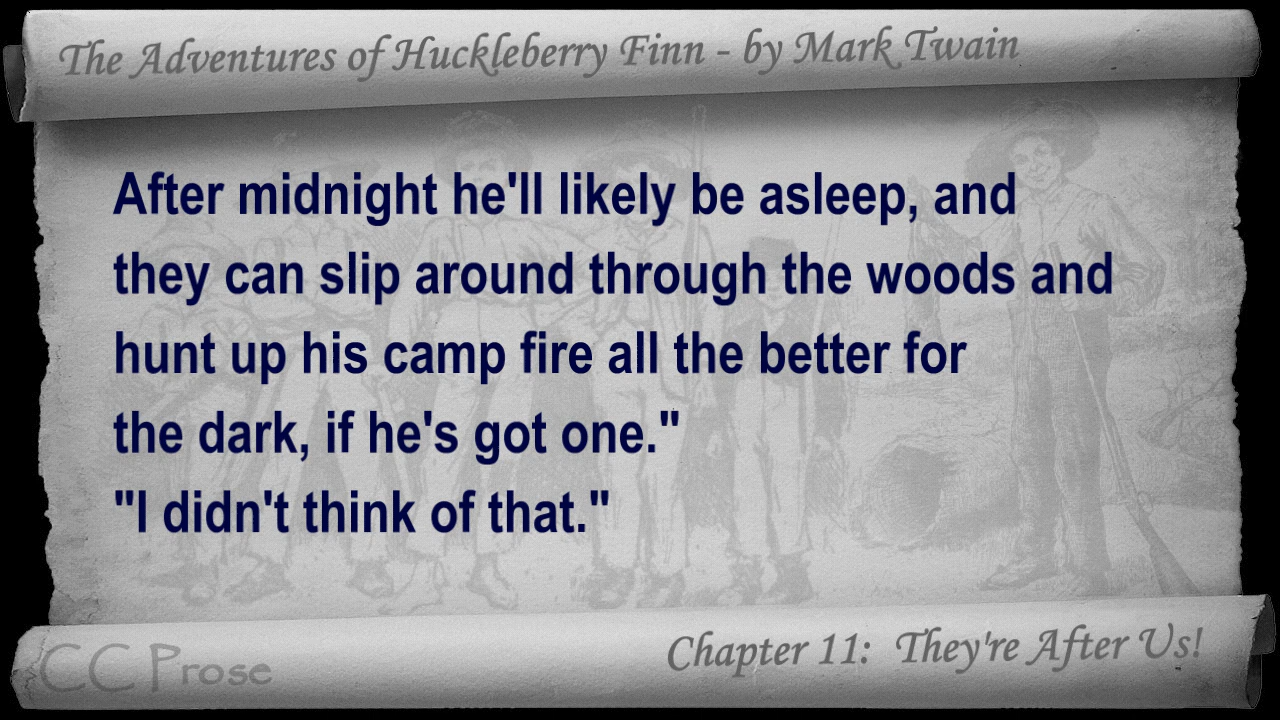 The Adventures of Huckleberry Finn - by Mark Twain
After midnight he'll likely be asleep, and
they can slip around through the woods and
hunt up his camp fire all the better for
the dark, if he's got one."
"I didn't think of that."
CC Prose
Chapter 11:  They're After Us!